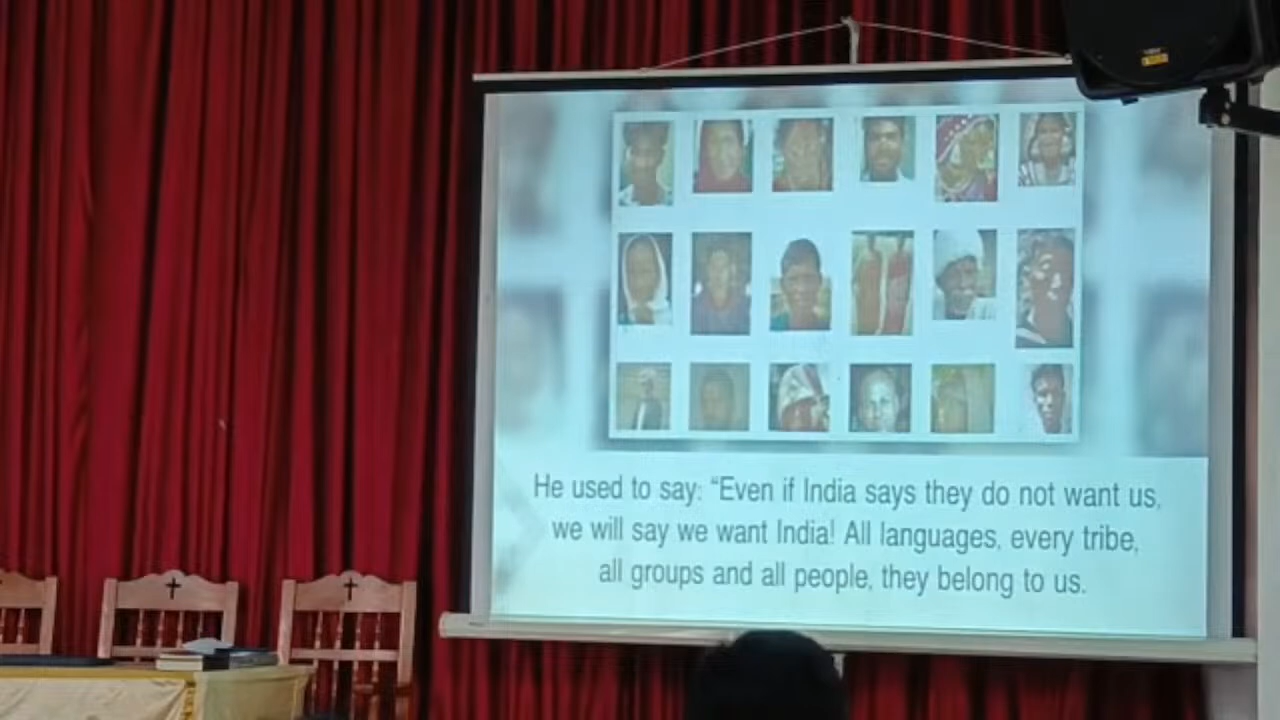 He used to say: “Even if India says they do not want us,
we will say we want India! All languages, every tribe,
all groups and all people, they belong to us.